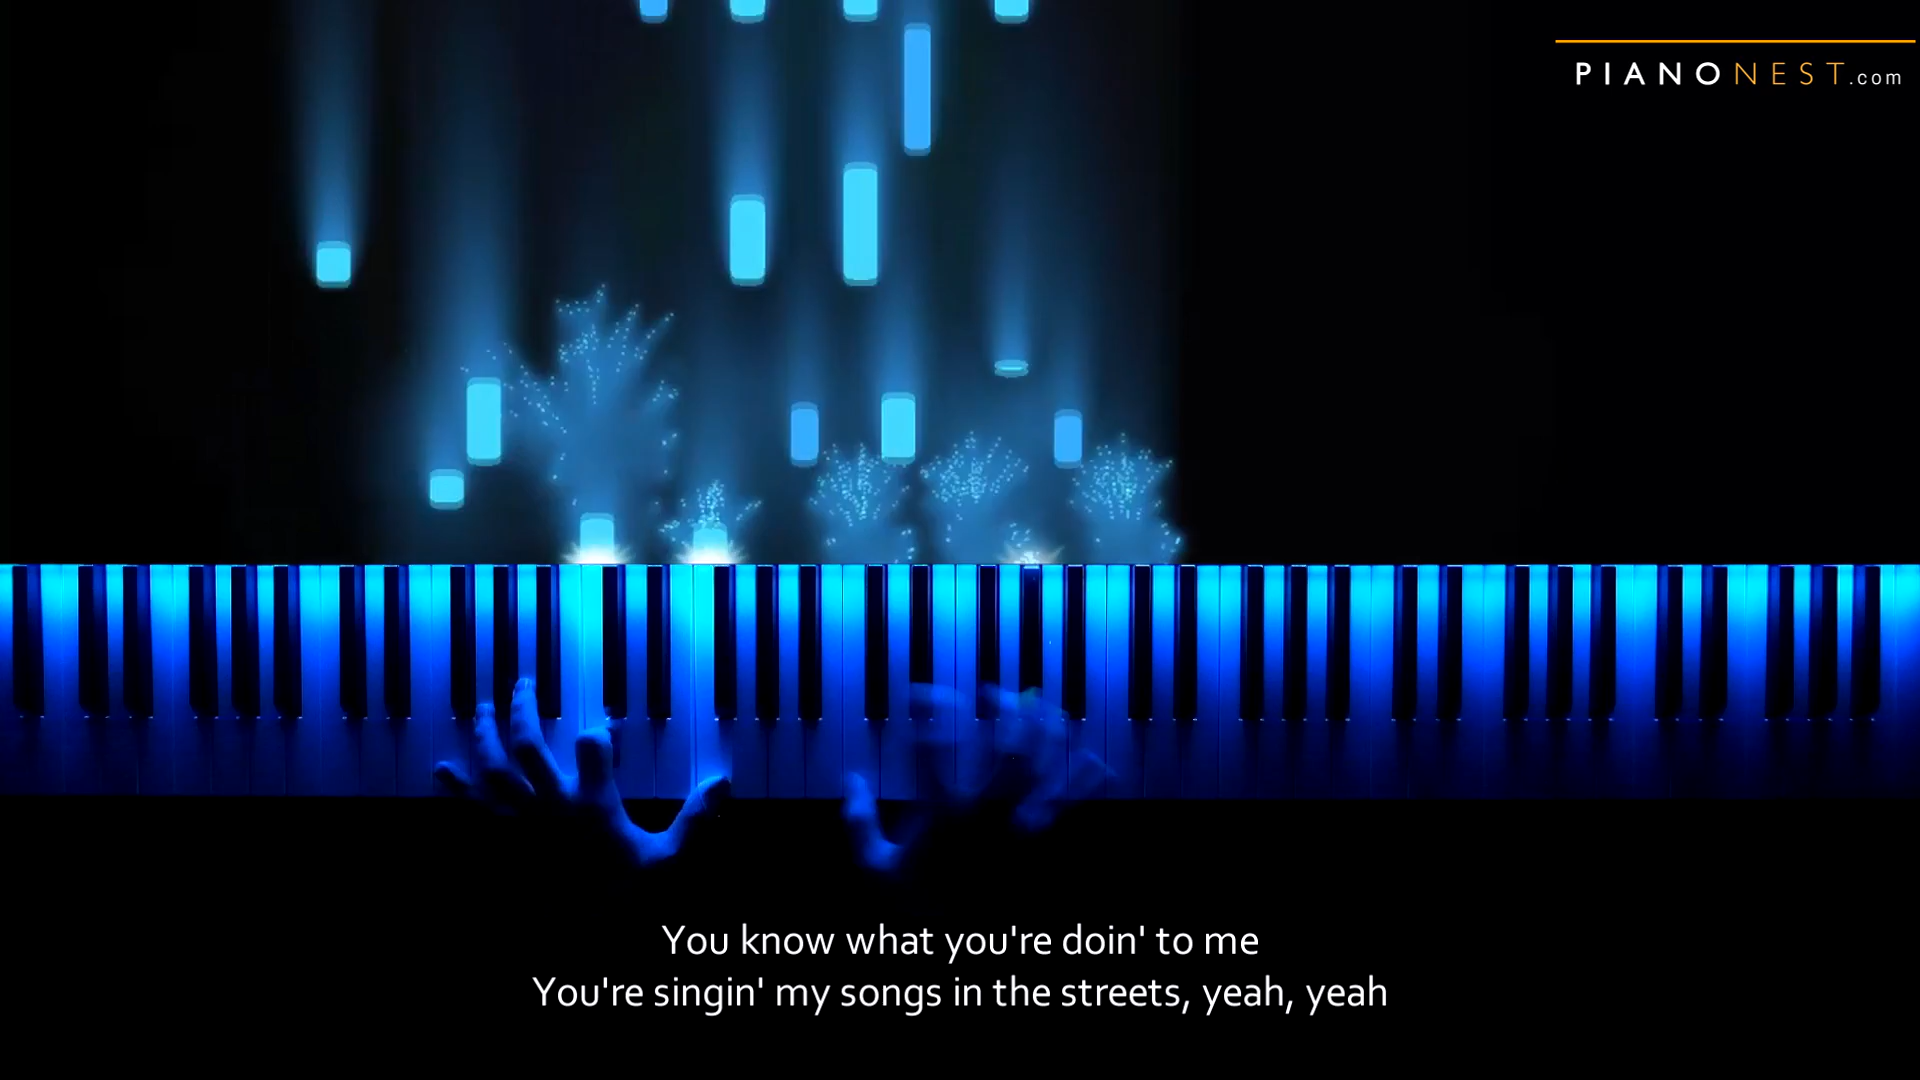 PIANONEST.com
You know what you're doin' to me
You're singin' my songs in the streets, yeah, yeah